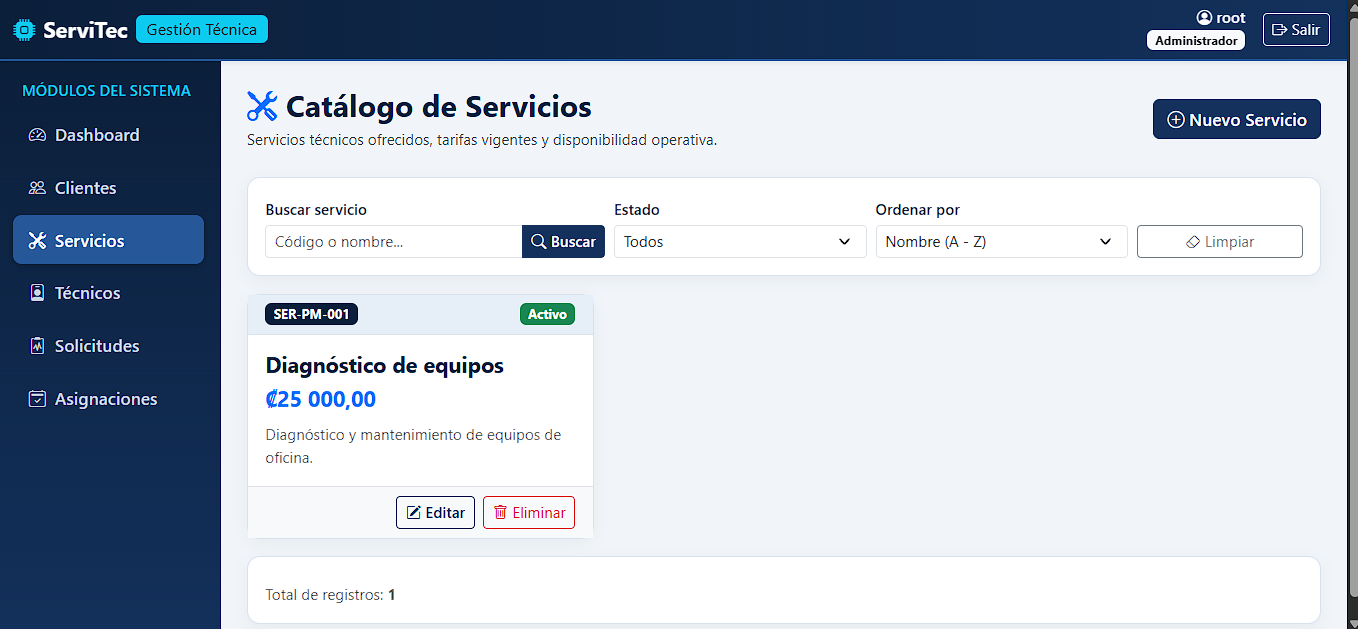 ServiTec Gestión Técnica
root
Administrador
Salir
MÓDULOS DEL SISTEMA
Dashboard
Clientes
Servicios
Técnicos
Solicitudes
Asignaciones
Catálogo de Servicios
Servicios técnicos ofrecidos, tarifas vigentes y disponibilidad operativa.
Nuevo Servicio
Buscar servicio
Código o nombre...
Buscar
Estado
Todos
Ordenar por
Nombre (A - Z)
Limpiar
SER-PM-001
Activo
Diagnóstico de equipos
₡25 000,00
Diagnóstico y mantenimiento de equipos de
oficina.
Editar
Eliminar
Total de registros: 1